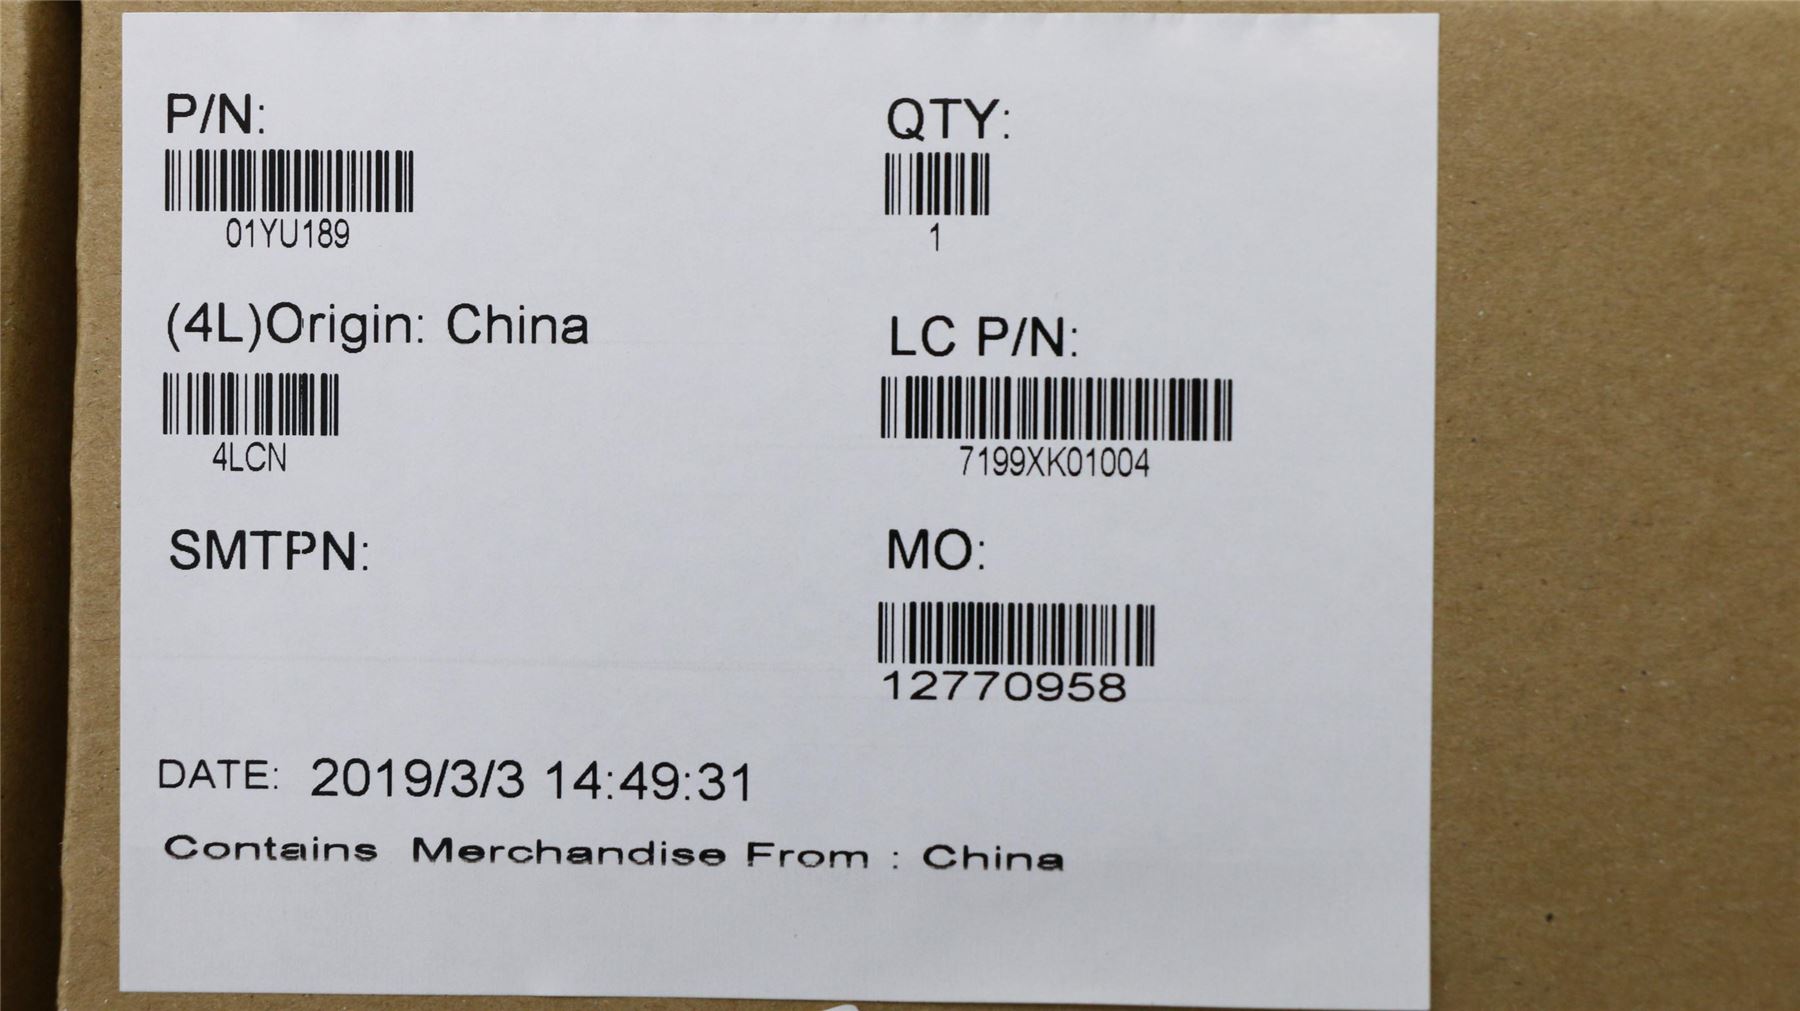 P/N:
01YU189
QTY:
1
(4L)Origin: China
4LCN
LC P/N:
7199XK01004
SMTPN:
MO:
12770958
DATE: 2019/3/3 14:49:31
Contains Merchandise From : China